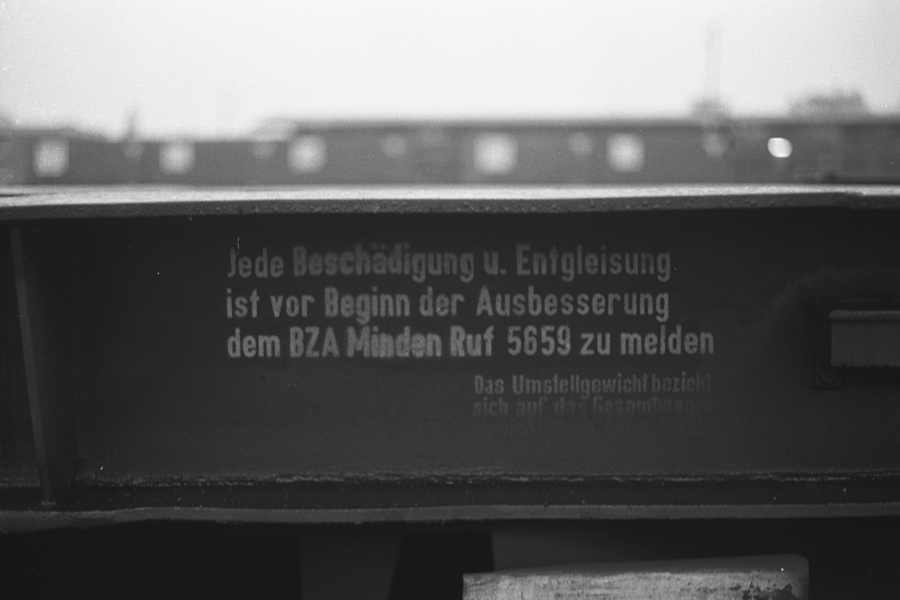 Jede Beschädigung u. Entgleisung
ist vor Beginn der Ausbesserung
dem BZA Minden Ruf 5659 zu melden
Das Umstellgewicht bezieht
sich auf das Gesamtwagen